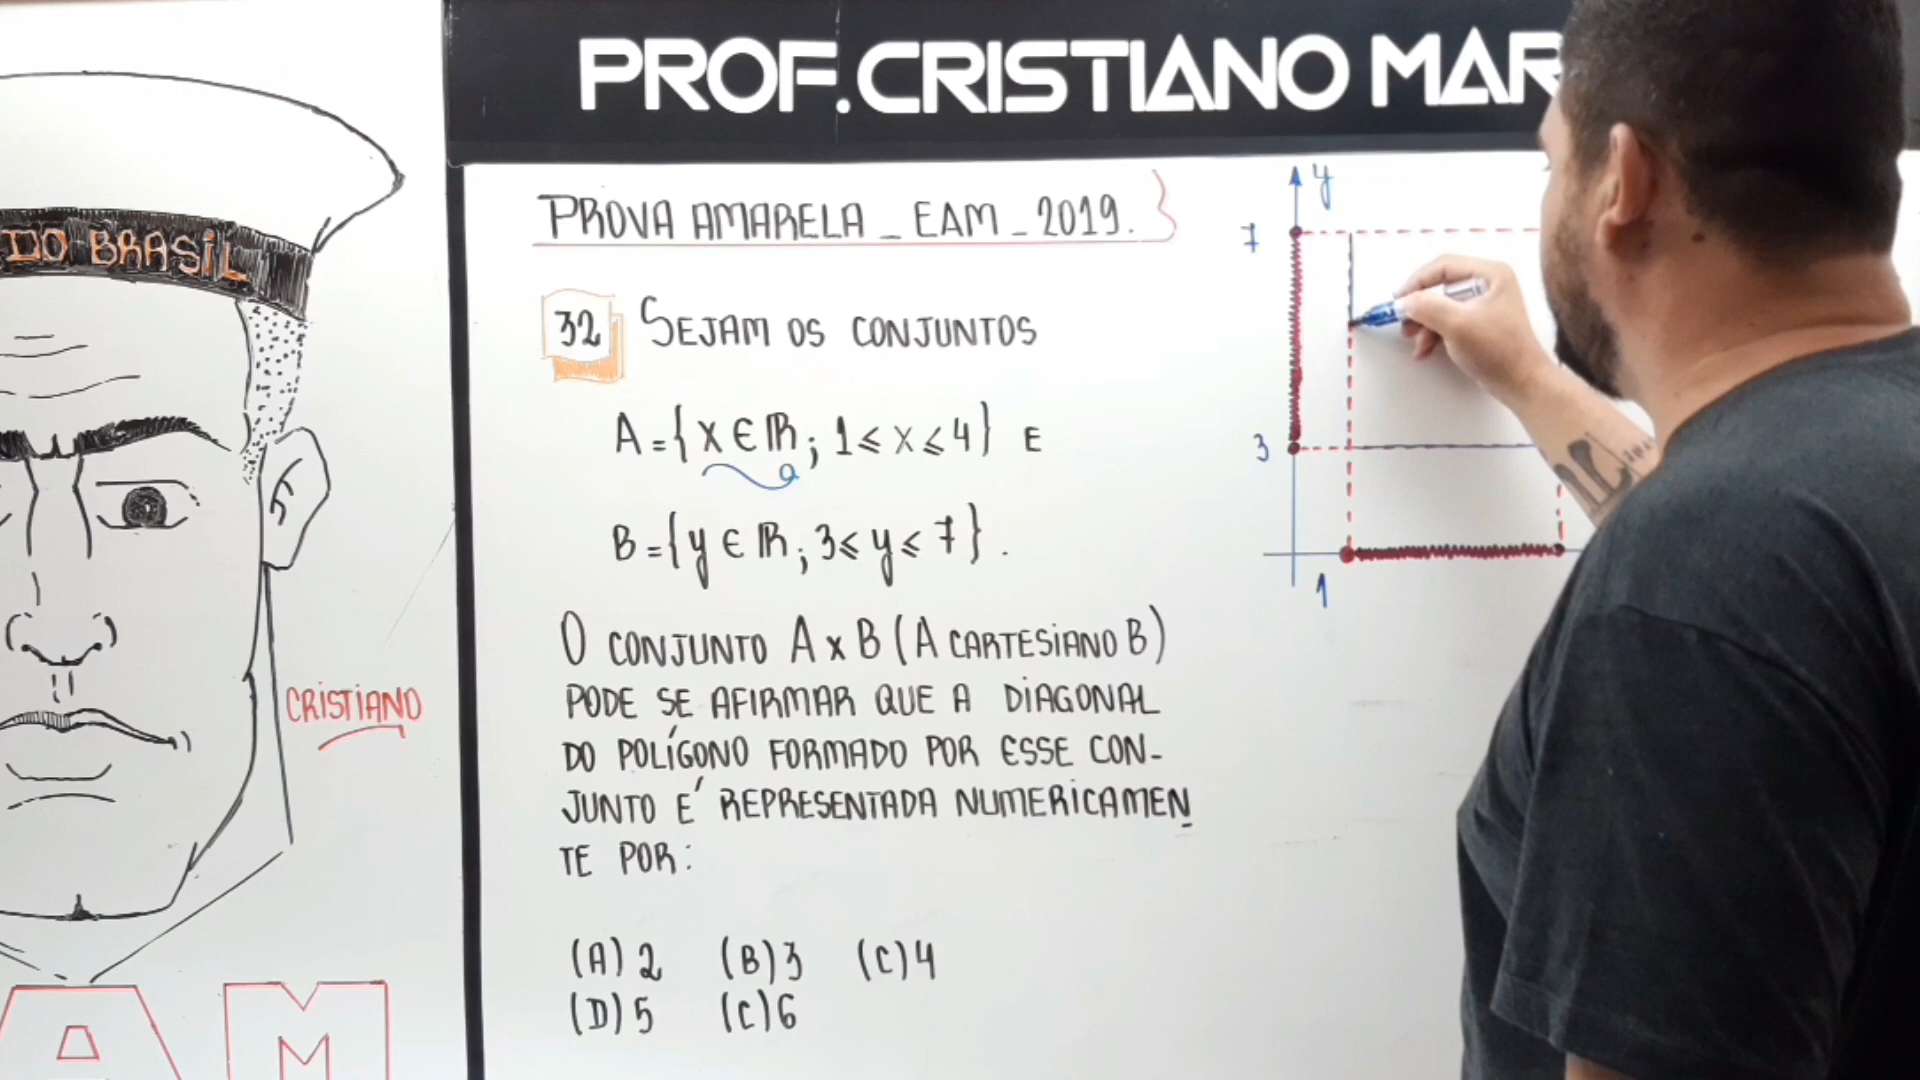 PROF.CRISTIANO MAR
DO BRASIL
CRISTIANO
AM
PROVA AMARELA _ EAM _ 2019.
32 SEJAM OS CONJUNTOS
A={x ∈ ℝ; 1⩽ x ⩽ 4} E
B={y ∈ ℝ; 3⩽ y ⩽ 7}.
O CONJUNTO A x B (A CARTESIANO B)
PODE SE AFIRMAR QUE A DIAGONAL
DO POLÍGONO FORMADO POR ESSE CON-
JUNTO É REPRESENTADA NUMERICAMEN
TE POR:
(A) 2 (B) 3 (C) 4
(D) 5 (C) 6
y
7
3
1